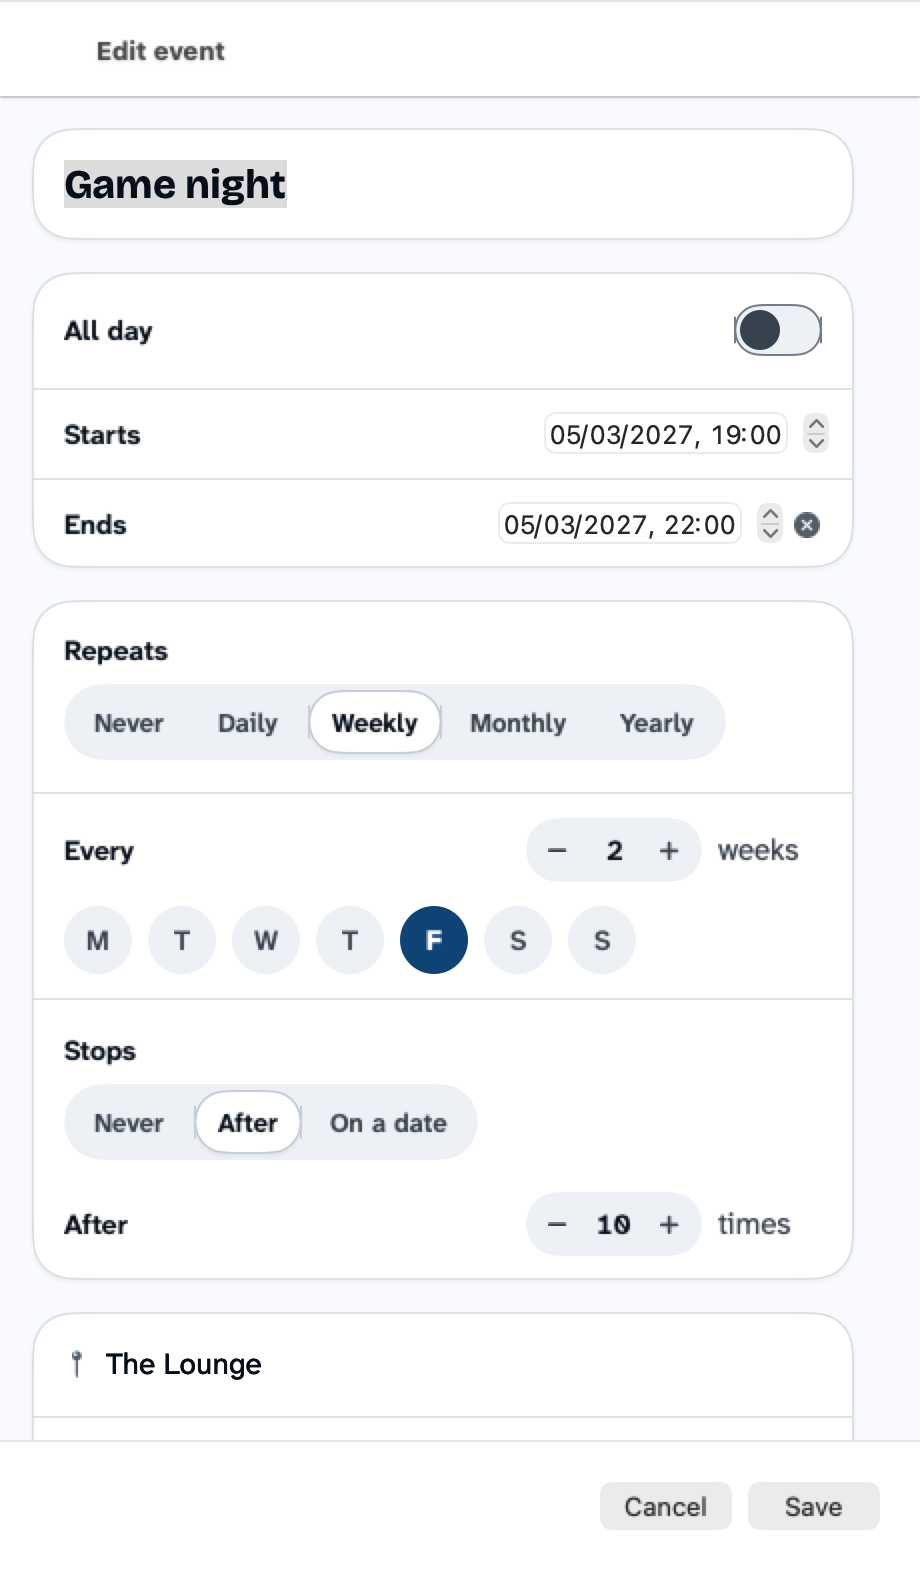 Edit event
Game night
All day
Starts 05/03/2027, 19:00
Ends 05/03/2027, 22:00
Repeats
Never Daily Weekly Monthly Yearly
Every − 2 + weeks
M T W T F S S
Stops
Never After On a date
After − 10 + times
The Lounge
Cancel Save